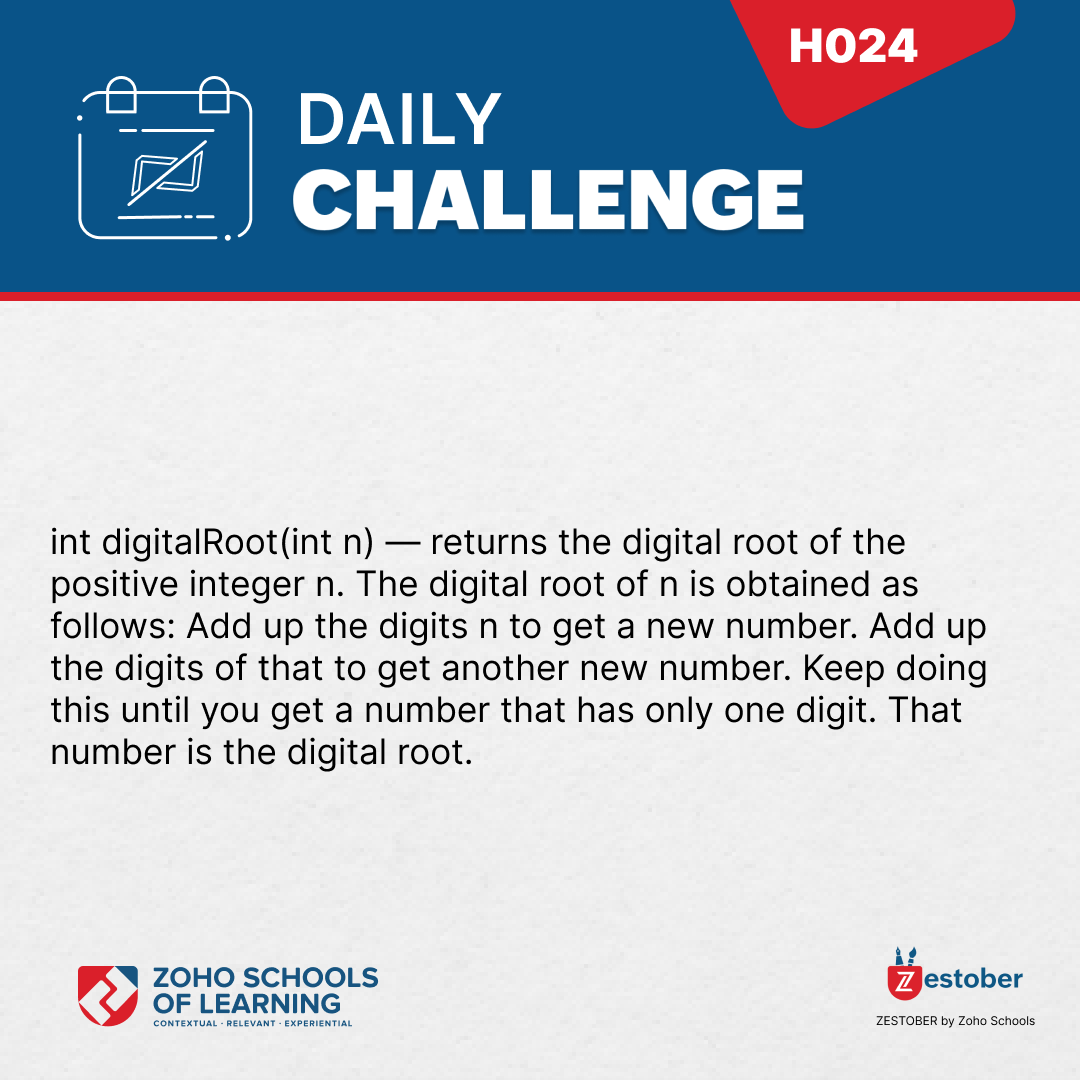 H024
DAILY
CHALLENGE
int digitalRoot(int n) — returns the digital root of the
positive integer n. The digital root of n is obtained as
follows: Add up the digits n to get a new number. Add up
the digits of that to get another new number. Keep doing
this until you get a number that has only one digit. That
number is the digital root.
ZOHO SCHOOLS
OF LEARNING
CONTEXTUAL · RELEVANT · EXPERIENTIAL
Zestober
ZESTOBER by Zoho Schools